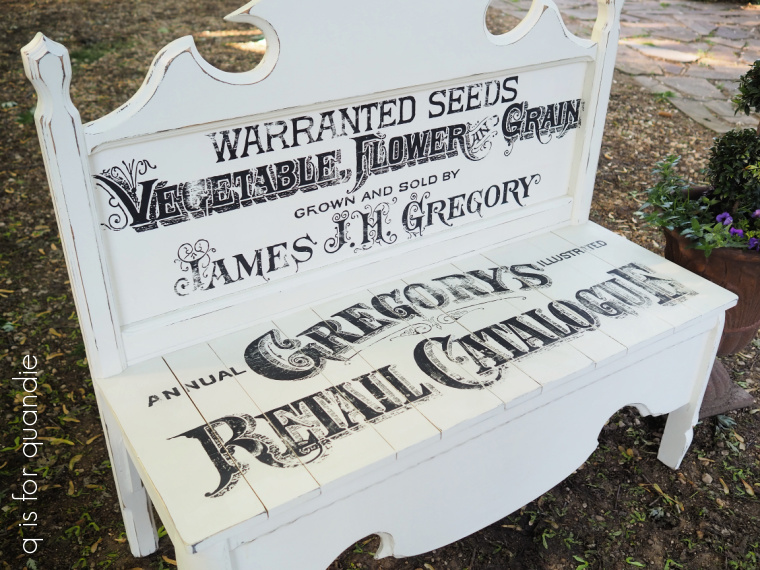 WARRANTED SEEDS
VEGETABLE, FLOWER AND GRAIN
GROWN AND SOLD BY
JAMES J.H. GREGORY
ANNUAL GREGORY'S ILLUSTRATED
RETAIL CATALOGUE
q is for quandie